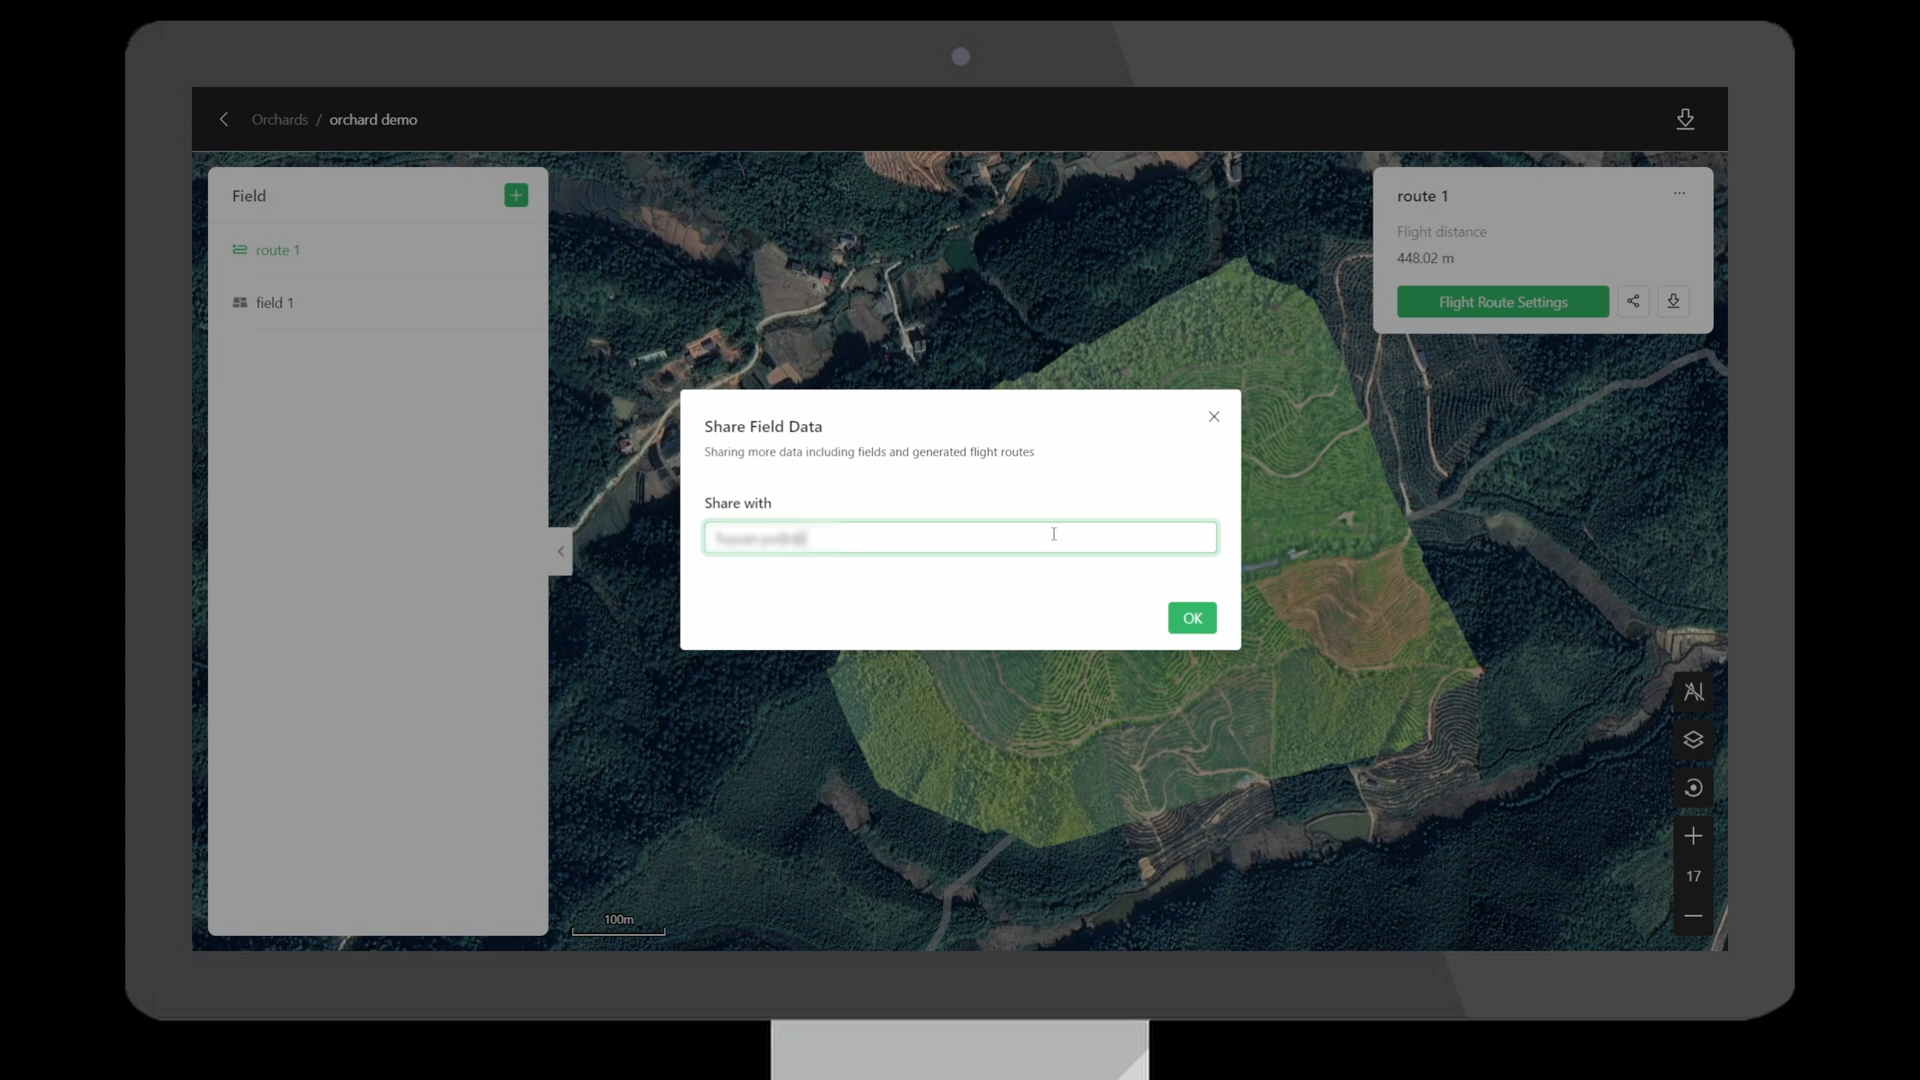 Orchards / orchard demo
Field
route 1
field 1
route 1
Flight distance
448.02 m
Flight Route Settings
Share Field Data
Sharing more data including fields and generated flight routes
Share with
OK
AI
17
100m